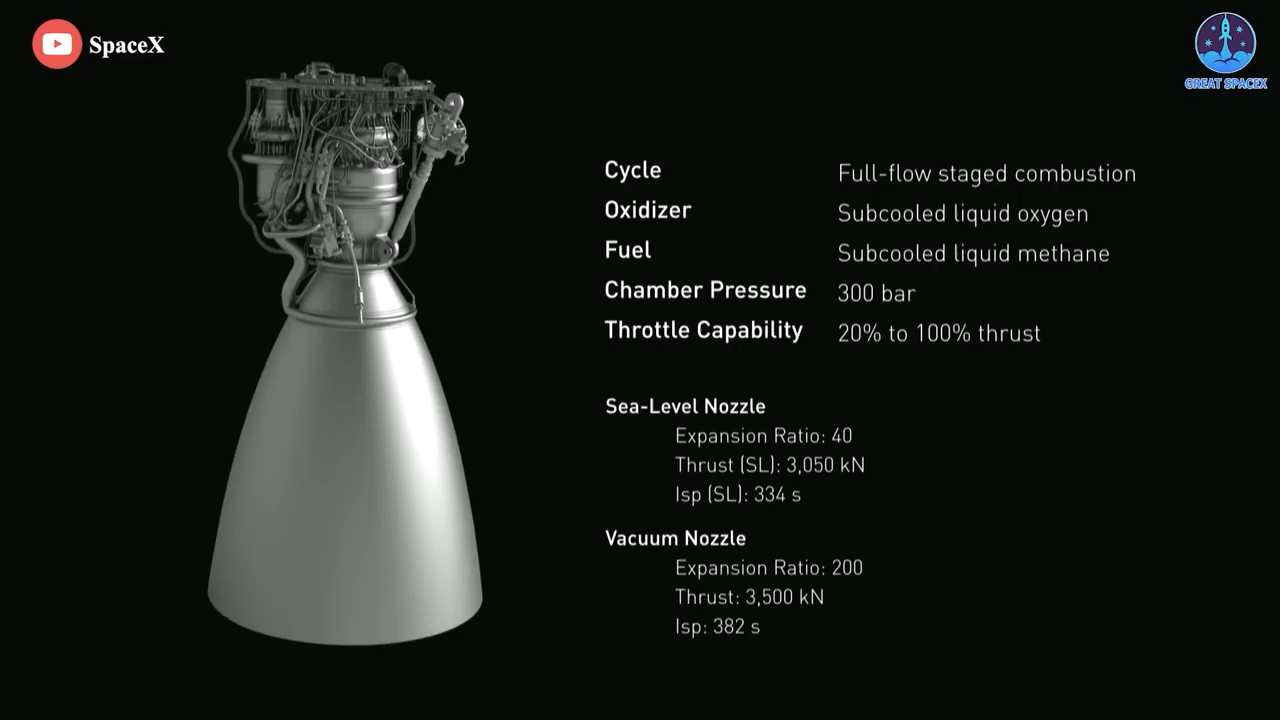 SpaceX
GREAT SPACEX
Cycle Full-flow staged combustion
Oxidizer Subcooled liquid oxygen
Fuel Subcooled liquid methane
Chamber Pressure 300 bar
Throttle Capability 20% to 100% thrust
Sea-Level Nozzle
Expansion Ratio: 40
Thrust (SL): 3,050 kN
Isp (SL): 334 s
Vacuum Nozzle
Expansion Ratio: 200
Thrust: 3,500 kN
Isp: 382 s